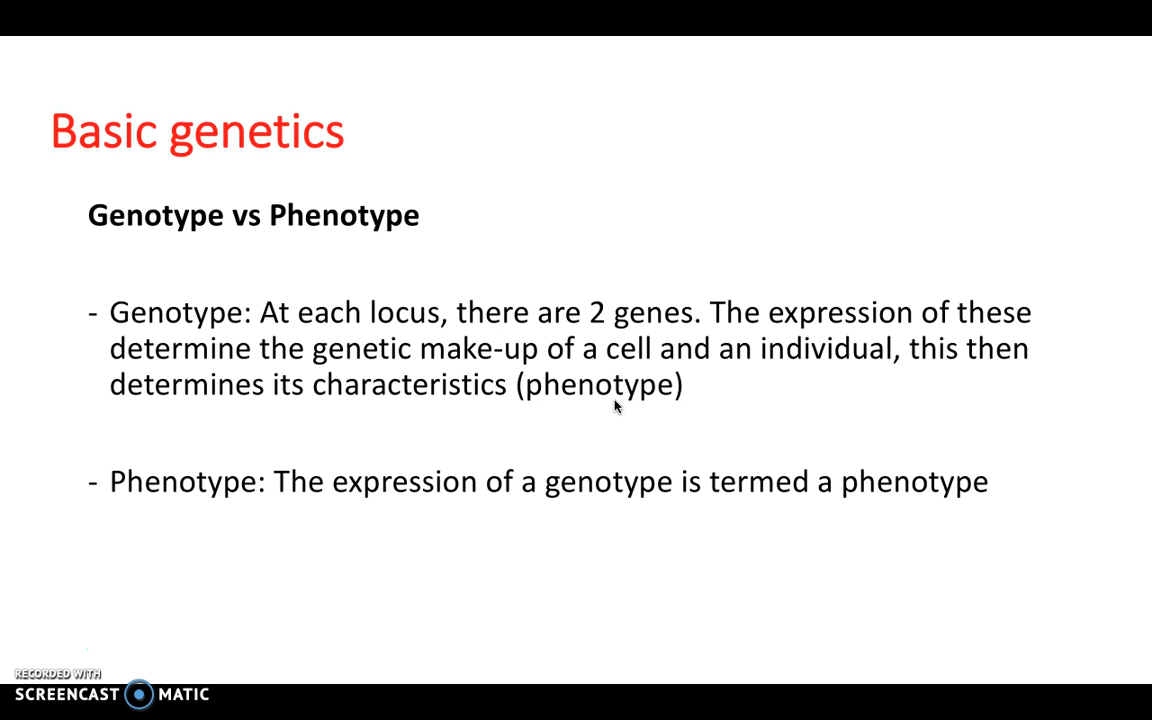 Basic genetics
Genotype vs Phenotype
- Genotype: At each locus, there are 2 genes. The expression of these
determine the genetic make-up of a cell and an individual, this then
determines its characteristics (phenotype)
- Phenotype: The expression of a genotype is termed a phenotype
RECORDED WITH
SCREENCAST MATIC